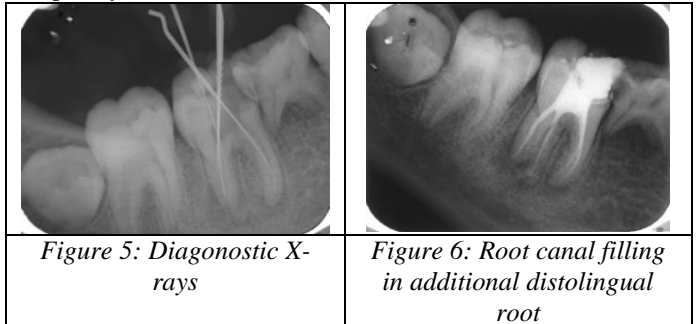 Figure 5: Diagonostic X-
rays
Figure 6: Root canal filling
in additional distolingual
root